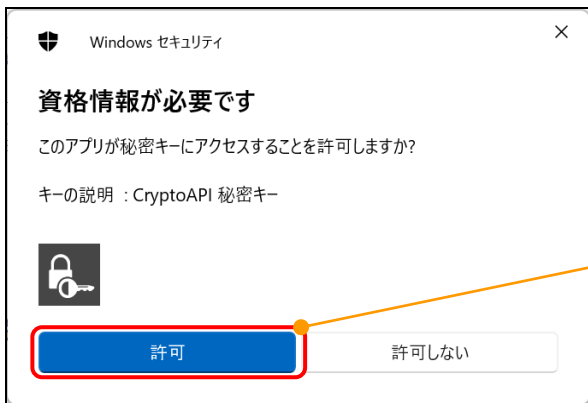 Windows セキュリティ
資格情報が必要です
このアプリが秘密キーにアクセスすることを許可しますか?
キーの説明 : CryptoAPI 秘密キー
許可
許可しない